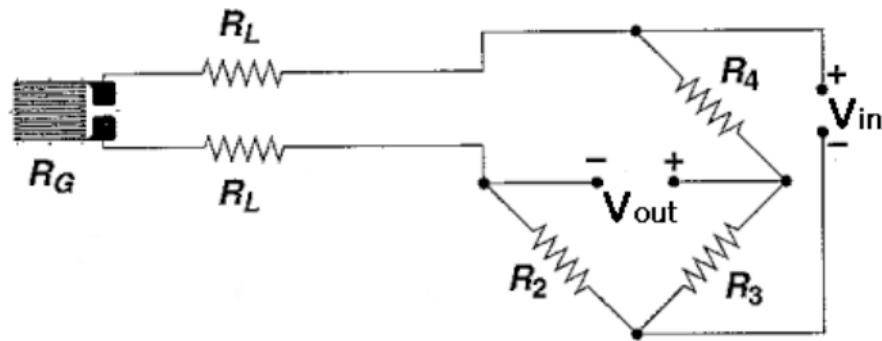 R_L
R_4
+
V_in
-
R_G
R_L
- +
V_out
R_2
R_3